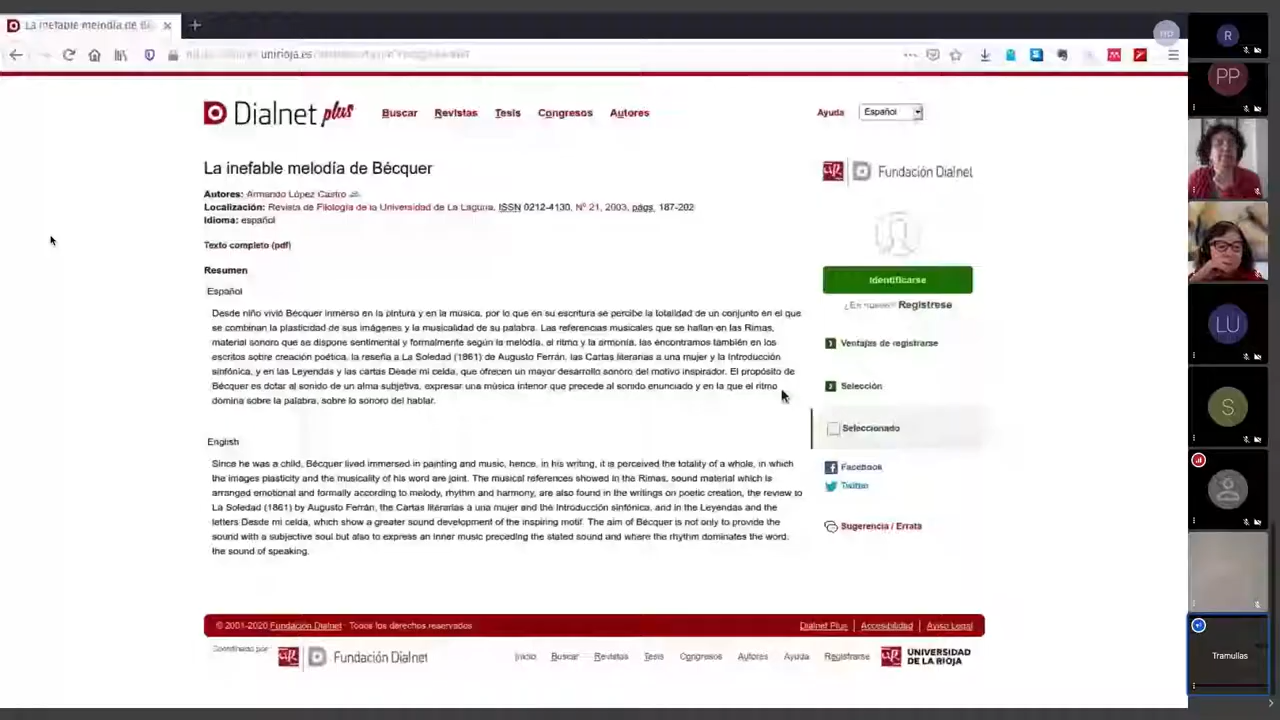 La inefable melodía de Bé
unirioja.es
RD
Dialnet plus
Buscar Revistas Tesis Congresos Autores
Ayuda Español
La inefable melodía de Bécquer
Autores: Armando López Castro
Localización: Revista de Filología de la Universidad de La Laguna, ISSN 0212-4130, Nº 21, 2003, págs. 187-202
Idioma: español
Texto completo (pdf)
Resumen
Español
Desde niño vivió Bécquer inmerso en la pintura y en la música, por lo que en su escritura se percibe la totalidad de un conjunto en el que
se combinan la plasticidad de sus imágenes y la musicalidad de su palabra. Las referencias musicales que se hallan en las Rimas,
material sonoro que se dispone sentimental y formalmente según la melodía, el ritmo y la armonía, las encontramos también en los
escritos sobre creación poética, la reseña a La Soledad (1861) de Augusto Ferrán, las Cartas literarias a una mujer y la Introducción
sinfónica, y en las Leyendas y las cartas Desde mi celda, que ofrecen un mayor desarrollo sonoro del motivo inspirador. El propósito de
Bécquer es dotar al sonido de un alma subjetiva, expresar una música interior que precede al sonido enunciado y en la que el ritmo
domina sobre la palabra, sobre lo sonoro del hablar.
English
Since he was a child, Bécquer lived immersed in painting and music, hence, in his writing, it is perceived the totality of a whole, in which
the images plasticity and the musicality of his word are joint. The musical references showed in the Rimas, sound material which is
arranged emotional and formally according to melody, rhythm and harmony, are also found in the writings on poetic creation, the review to
La Soledad (1861) by Augusto Ferrán, the Cartas literarias a una mujer and the Introducción sinfónica, and in the Leyendas and the
letters Desde mi celda, which show a greater sound development of the inspiring motif. The aim of Bécquer is not only to provide the
sound with a subjective soul but also to express an inner music preceding the stated sound and where the rhythm dominates the word,
the sound of speaking.
Fundación Dialnet
Identificarse
¿Es nuevo? Regístrese
Ventajas de registrarse
Selección
Seleccionado
Facebook
Twitter
Sugerencia / Errata
© 2001-2020 Fundación Dialnet · Todos los derechos reservados
Dialnet Plus | Accesibilidad | Aviso Legal
Coordinado por:
Fundación Dialnet
Inicio Buscar Revistas Tesis Congresos Autores Ayuda Registrarse
UNIVERSIDAD
DE LA RIOJA
R
PP
LU
S
Tramullas